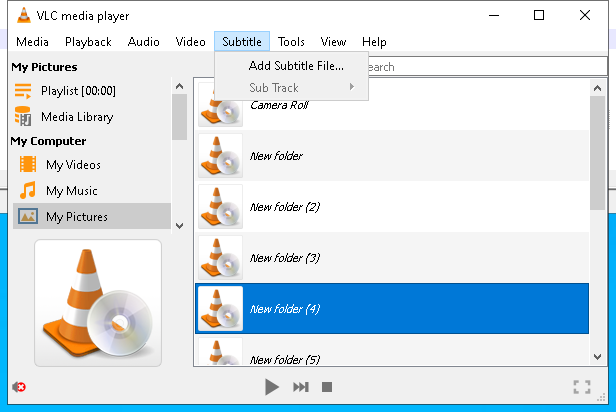 VLC media player
Media Playback Audio Video Subtitle Tools View Help
My Pictures
Playlist [00:00]
Media Library
My Computer
My Videos
My Music
My Pictures
Add Subtitle File...
Sub Track
earch
Camera Roll
New folder
New folder (2)
New folder (3)
New folder (4)
New folder (5)